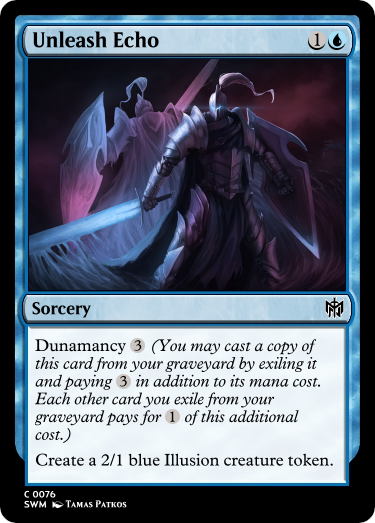 Unleash Echo 1
Sorcery
Dunamancy 3 (You may cast a copy of
this card from your graveyard by exiling it
and paying 3 in addition to its mana cost.
Each other card you exile from your
graveyard pays for 1 of this additional
cost.)
Create a 2/1 blue Illusion creature token.
C 0076
SWM Tamas Patkos